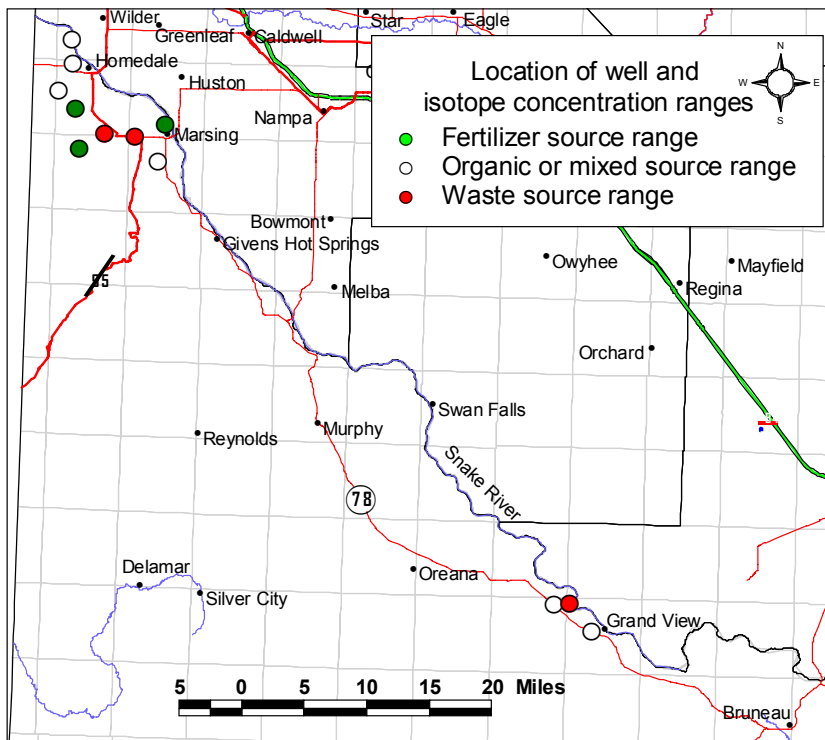 Wilder
Star
Eagle
Greenleaf
Caldwell
Homedale
Huston
Nampa
Marsing
Location of well and
isotope concentration ranges
N
W
E
S
Fertilizer source range
Organic or mixed source range
Waste source range
Bowmont
Givens Hot Springs
Owyhee
Mayfield
55
Melba
Regina
Orchard
Swan Falls
Reynolds
Murphy
Snake River
78
Delamar
Oreana
Silver City
Grand View
5 0 5 10 15 20 Miles
Bruneau